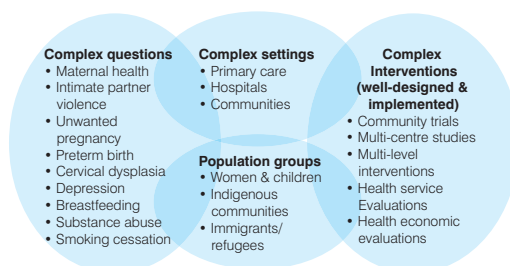 Complex questions
• Maternal health
• Intimate partner
violence
• Unwanted
pregnancy
• Preterm birth
• Cervical dysplasia
• Depression
• Breastfeeding
• Substance abuse
• Smoking cessation
Complex settings
• Primary care
• Hospitals
• Communities
Population groups
• Women & children
• Indigenous
communities
• Immigrants/
refugees
Complex
Interventions
(well-designed &
implemented)
• Community trials
• Multi-centre studies
• Multi-level
interventions
• Health service
Evaluations
• Health economic
evaluations